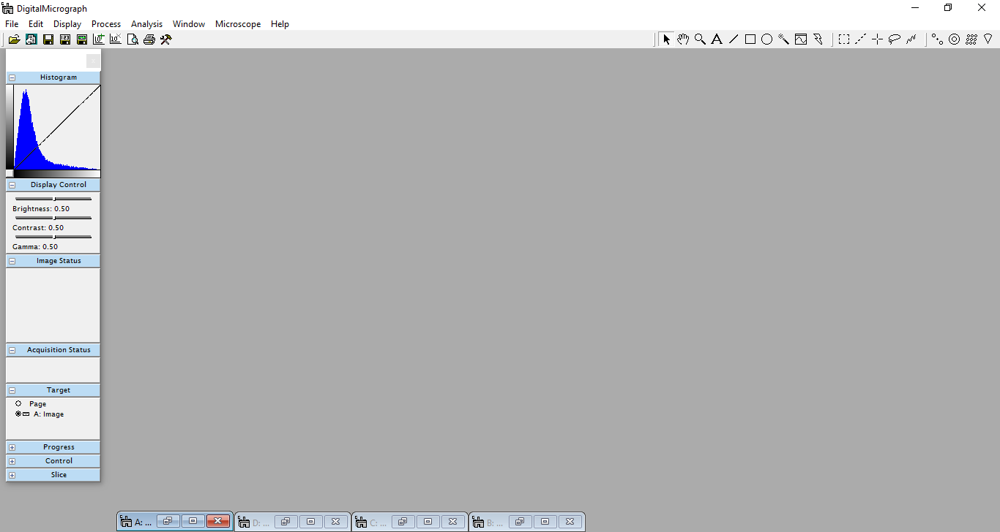 DigitalMicrograph
File Edit Display Process Analysis Window Microscope Help
Histogram
Display Control
Brightness: 0.50
Contrast: 0.50
Gamma: 0.50
Image Status
Acquisition Status
Target
Page
A: Image
Progress
Control
Slice
A: ... D: ... C: ... B: ...